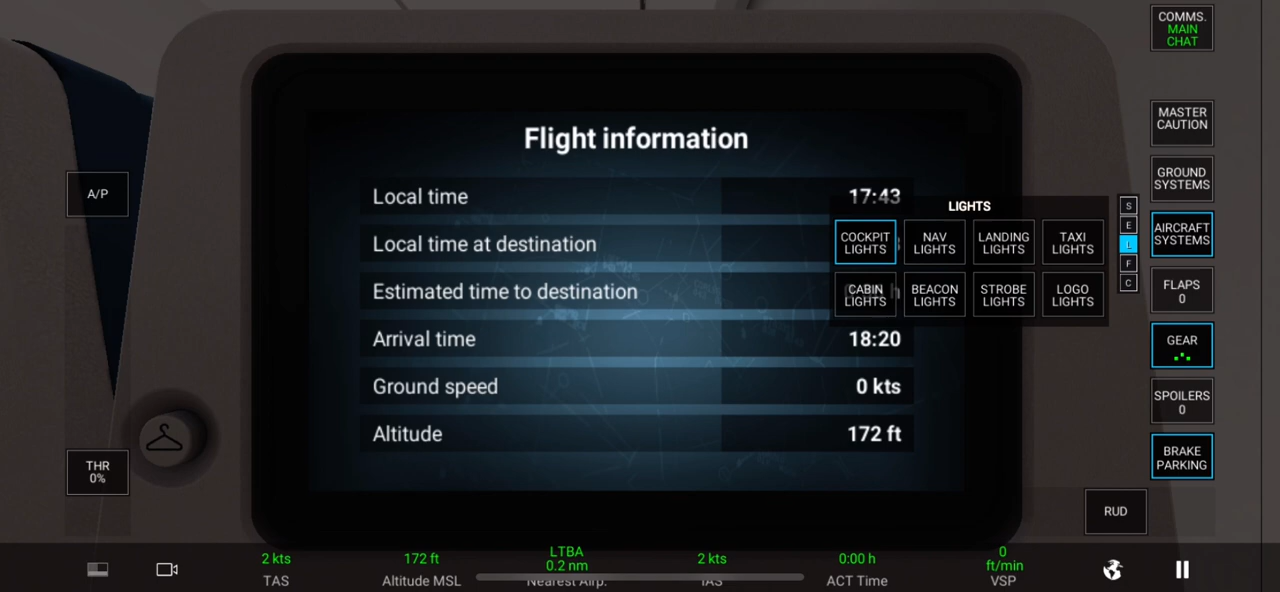 COMMS.
MAIN
CHAT
Flight information
MASTER
CAUTION
GROUND
SYSTEMS
A/P
Local time 17:43
LIGHTS
S
E
L
F
C
COCKPIT
LIGHTS
NAV
LIGHTS
LANDING
LIGHTS
TAXI
LIGHTS
AIRCRAFT
SYSTEMS
Local time at destination
Estimated time to destination
CABIN
LIGHTS
BEACON
LIGHTS
STROBE
LIGHTS
LOGO
LIGHTS
FLAPS
0
Arrival time 18:20
GEAR
Ground speed 0 kts
SPOILERS
0
Altitude 172 ft
BRAKE
PARKING
THR
0%
RUD
2 kts
TAS
172 ft
Altitude MSL
LTBA
0.2 nm
Nearest Airp.
2 kts
IAS
0:00 h
ACT Time
0
ft/min
VSP